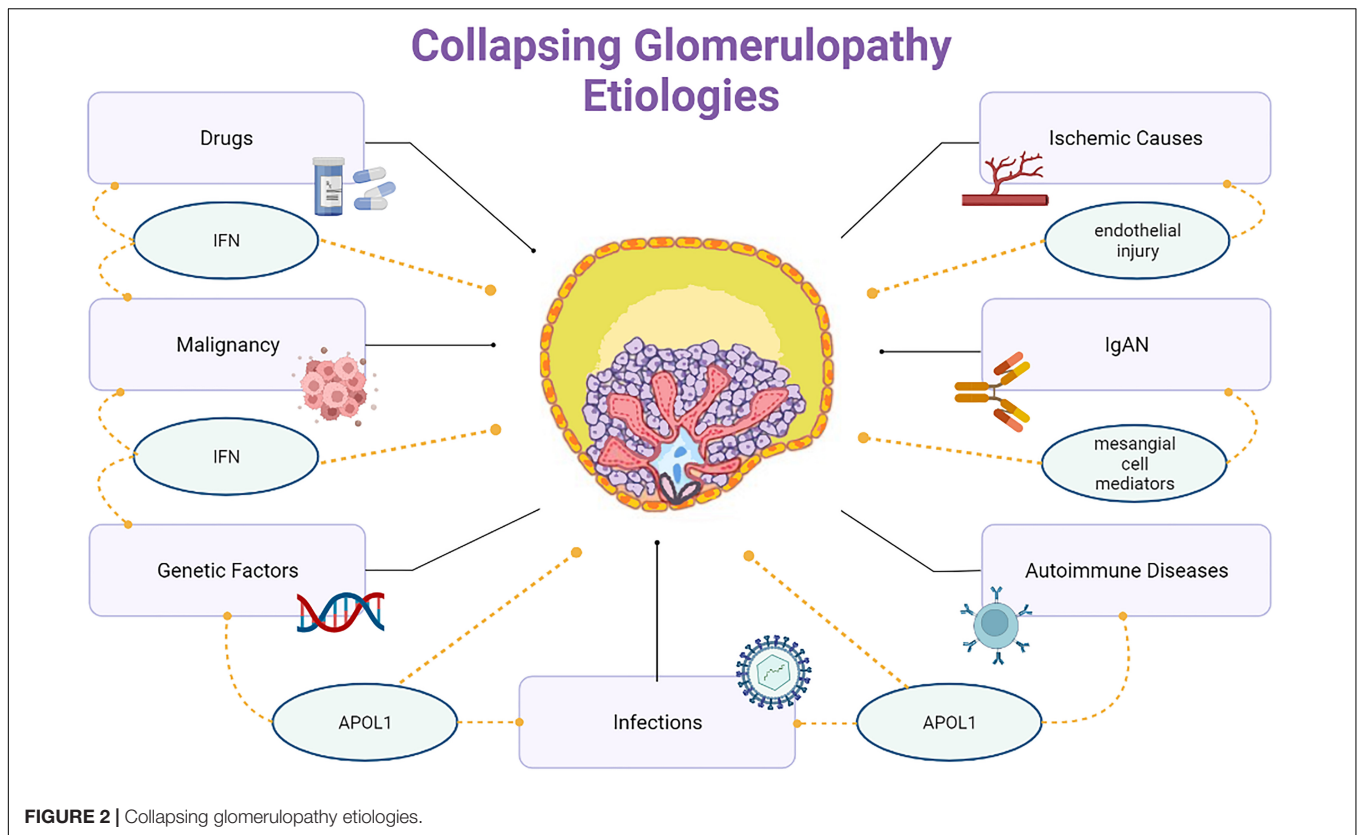 Collapsing Glomerulopathy
Etiologies
Drugs
Ischemic Causes
IFN
endothelial
injury
Malignancy
IgAN
IFN
mesangial
cell
mediators
Genetic Factors
Autoimmune Diseases
APOL1
Infections
APOL1
FIGURE 2 | Collapsing glomerulopathy etiologies.